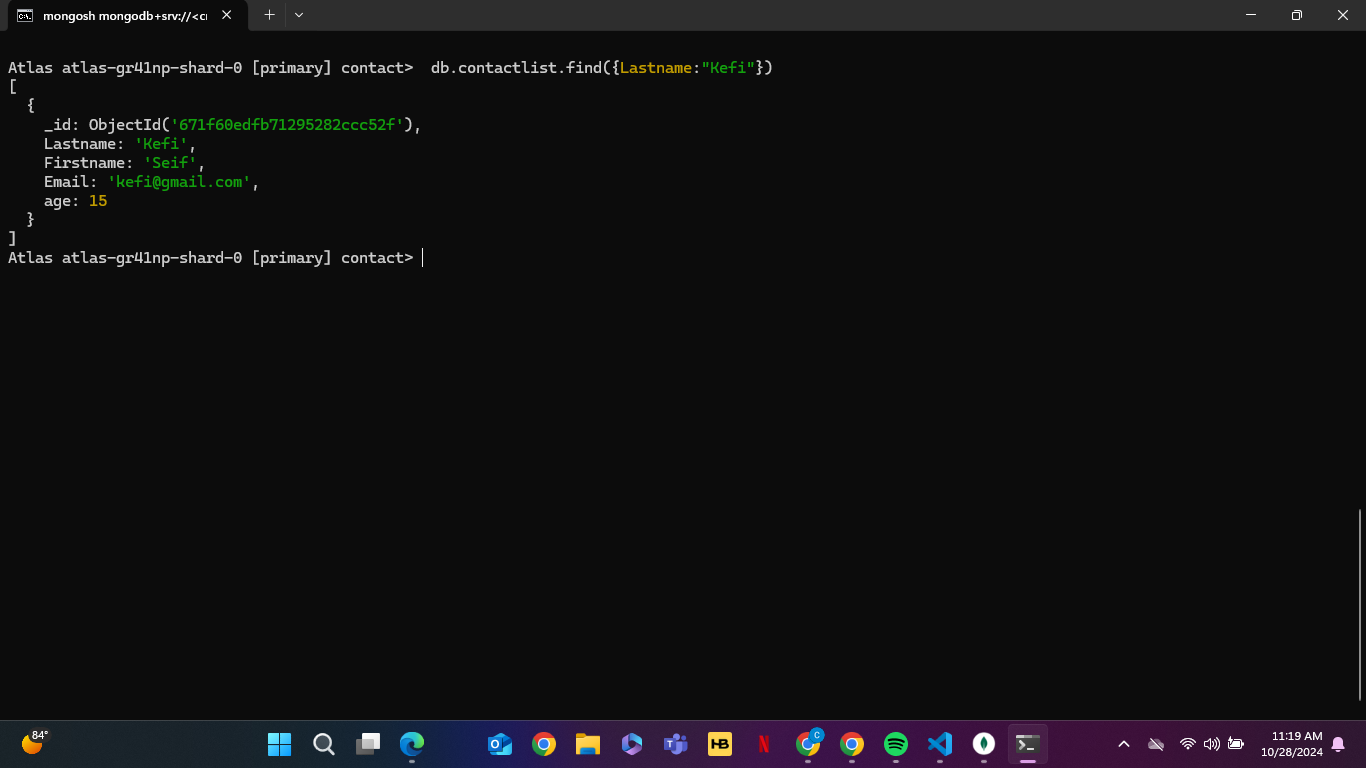 mongosh mongodb+srv://<cr
Atlas atlas-gr41np-shard-0 [primary] contact>  db.contactlist.find({Lastname:"Kefi"})
[
  {
    _id: ObjectId('671f60edfb71295282ccc52f'),
    Lastname: 'Kefi',
    Firstname: 'Seif',
    Email: 'kefi@gmail.com',
    age: 15
  }
]
Atlas atlas-gr41np-shard-0 [primary] contact>
84°
HB
N
C
11:19 AM
10/28/2024